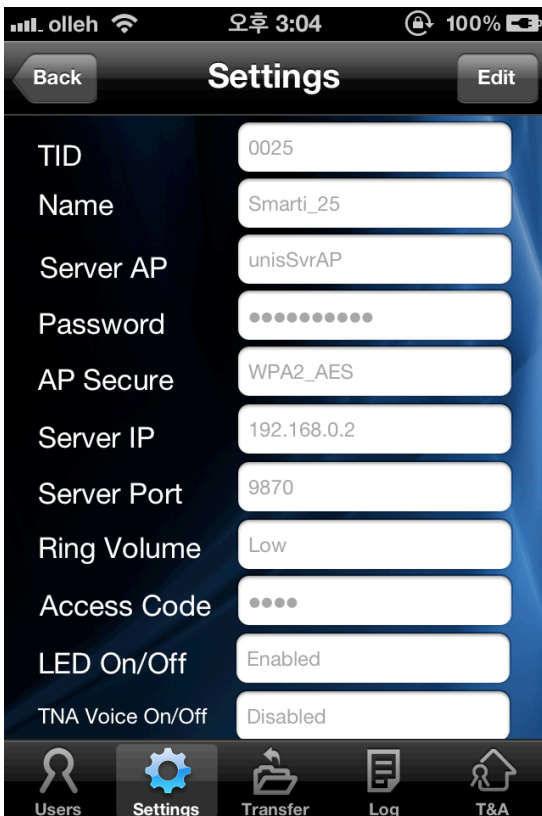 olleh 오후 3:04 100%
Back Settings Edit
TID 0025
Name Smarti_25
Server AP unisSvrAP
Password ●●●●●●●●●●
AP Secure WPA2_AES
Server IP 192.168.0.2
Server Port 9870
Ring Volume Low
Access Code ●●●●
LED On/Off Enabled
TNA Voice On/Off Disabled
Users Settings Transfer Log T&A